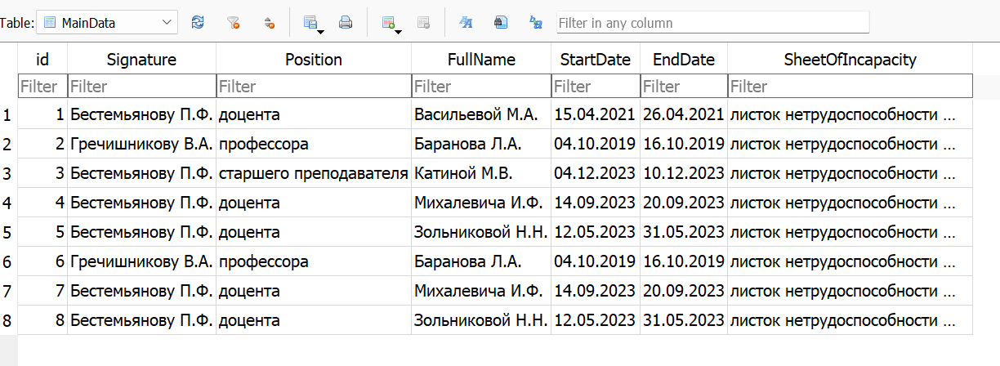 Table: MainData Filter in any column
id Signature Position FullName StartDate EndDate SheetOfIncapacity
Filter Filter Filter Filter Filter Filter Filter
1 1 Бестемьянову П.Ф. доцента Васильевой М.А. 15.04.2021 26.04.2021 листок нетрудоспособности ...
2 2 Гречишникову В.А. профессора Баранова Л.А. 04.10.2019 16.10.2019 листок нетрудоспособности ...
3 3 Бестемьянову П.Ф. старшего преподавателя Катиной М.В. 04.12.2023 10.12.2023 листок нетрудоспособности ...
4 4 Бестемьянову П.Ф. доцента Михалевича И.Ф. 14.09.2023 20.09.2023 листок нетрудоспособности ...
5 5 Бестемьянову П.Ф. доцента Зольниковой Н.Н. 12.05.2023 31.05.2023 листок нетрудоспособности ...
6 6 Гречишникову В.А. профессора Баранова Л.А. 04.10.2019 16.10.2019 листок нетрудоспособности ...
7 7 Бестемьянову П.Ф. доцента Михалевича И.Ф. 14.09.2023 20.09.2023 листок нетрудоспособности ...
8 8 Бестемьянову П.Ф. доцента Зольниковой Н.Н. 12.05.2023 31.05.2023 листок нетрудоспособности ...